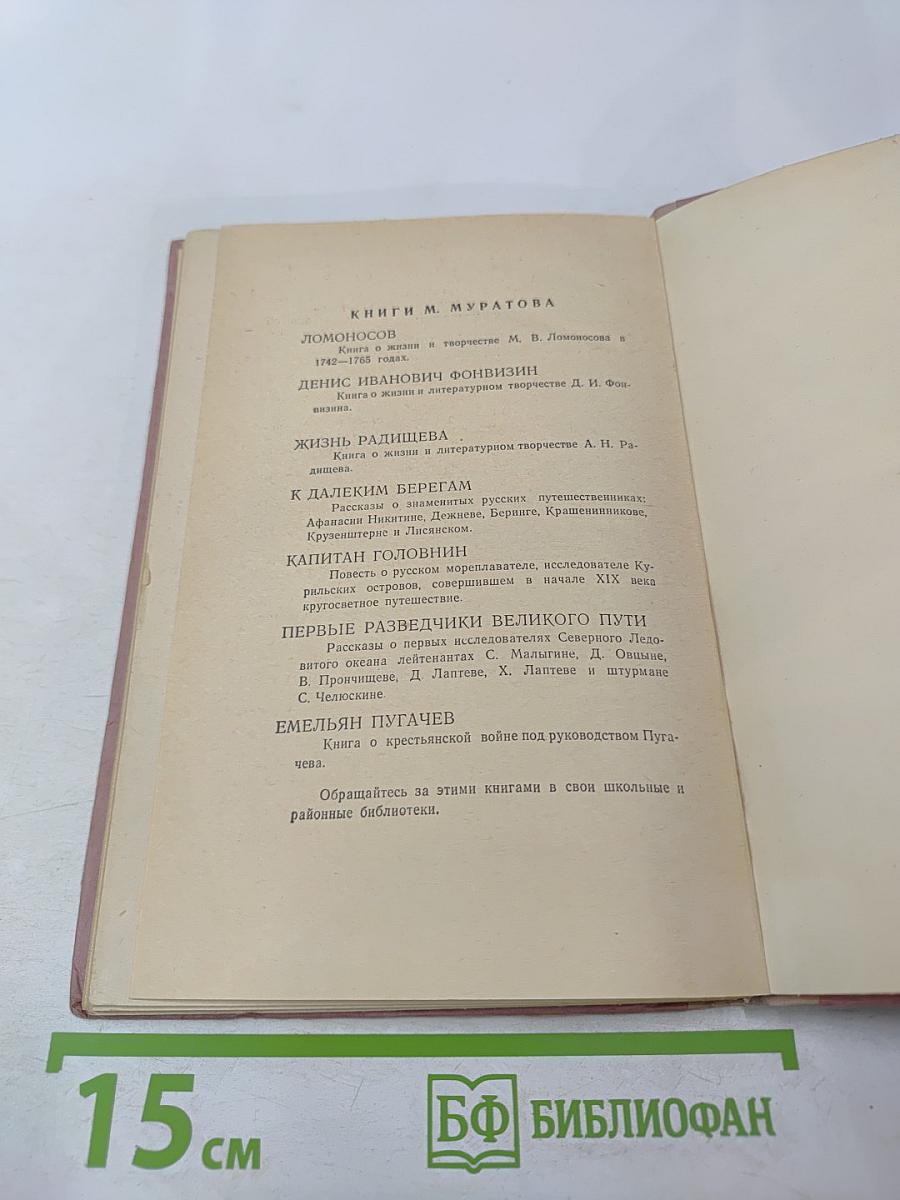 КНИГИ М. МУРАТОВА
ЛОМОНОСОВ
Книга о жизни и творчестве М. В. Ломоносова в
1742—1765 годах.
ДЕНИС ИВАНОВИЧ ФОНВИЗИН
Книга о жизни и литературном творчестве Д. И. Фон-
визина.
ЖИЗНЬ РАДИЩЕВА
Книга о жизни и литературном творчестве А. Н. Ра-
дищева.
К ДАЛЕКИМ БЕРЕГАМ
Рассказы о знаменитых русских путешественниках:
Афанасии Никитине, Дежневе, Беринге, Крашенинникове,
Крузенштерне и Лисянском.
КАПИТАН ГОЛОВНИН
Повесть о русском мореплавателе, исследователе Ку-
рильских островов, совершившем в начале XIX века
кругосветное путешествие.
ПЕРВЫЕ РАЗВЕДЧИКИ ВЕЛИКОГО ПУТИ
Рассказы о первых исследователях Северного Ледо-
витого океана лейтенантах С. Малыгине, Д. Овцыне,
В. Прончищеве, Д. Лаптеве, Х. Лаптеве и штурмане
С. Челюскине.
ЕМЕЛЬЯН ПУГАЧЕВ
Книга о крестьянской войне под руководством Пуга-
чева.
Обращайтесь за этими книгами в свои школьные и
районные библиотеки.
15 см
БФ БИБЛИОФАН